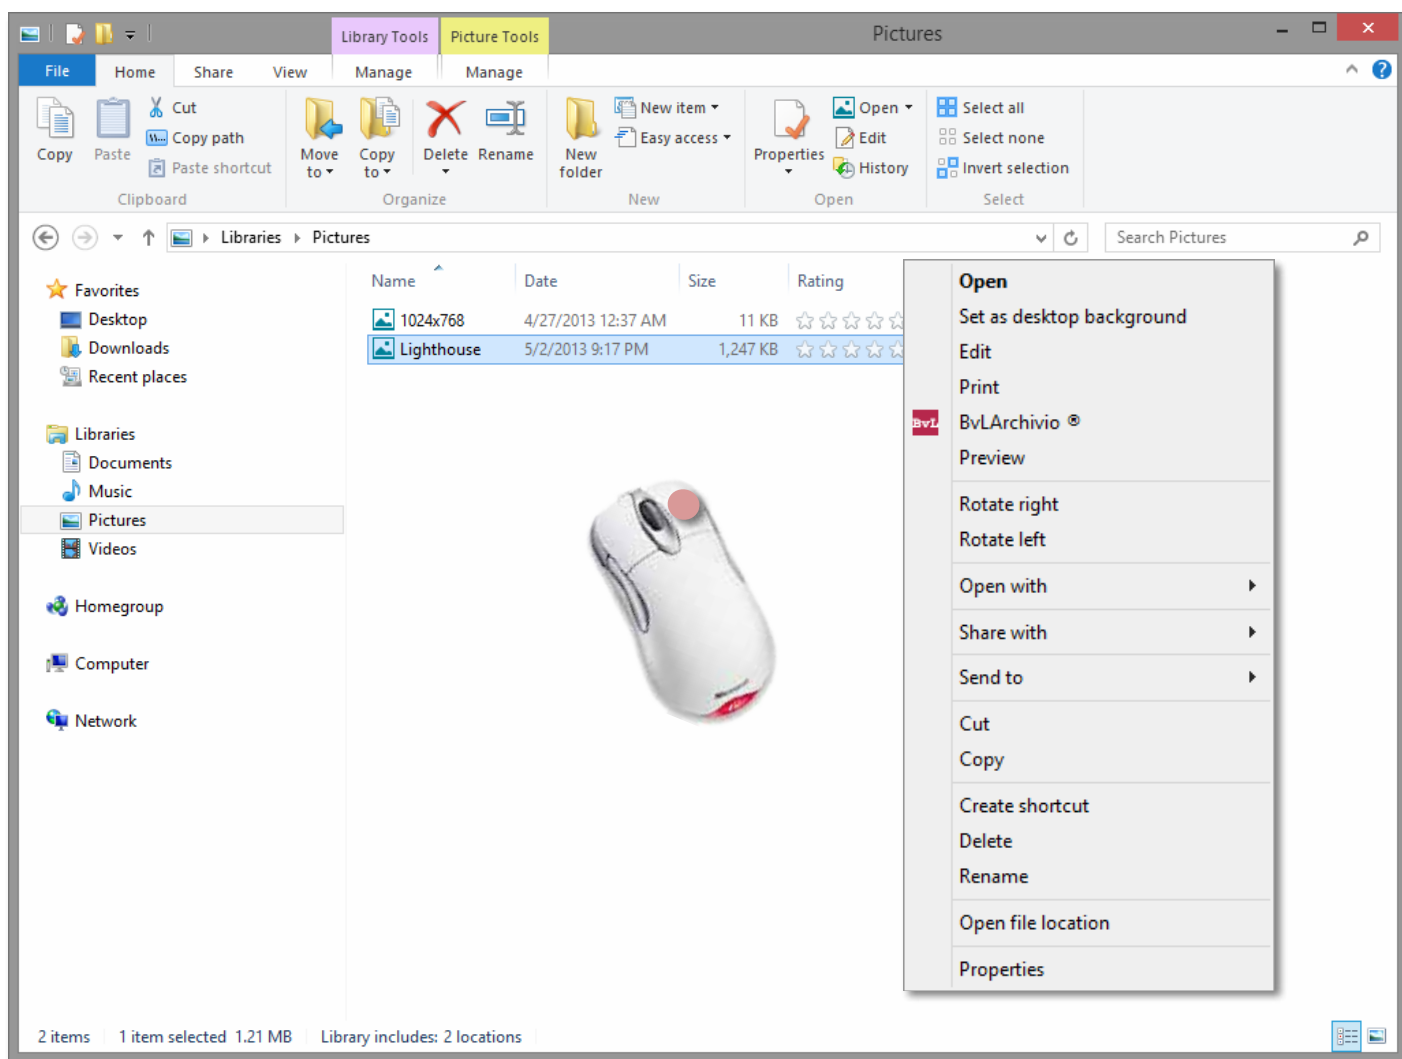 Library Tools Picture Tools Pictures
File Home Share View Manage Manage
Copy
Paste
Cut
Copy path
Paste shortcut
Clipboard
Move to
Copy to
Delete
Rename
Organize
New folder
New item
Easy access
New
Properties
Open
Edit
History
Open
Select all
Select none
Invert selection
Select
Libraries Pictures
Search Pictures
Favorites
Desktop
Downloads
Recent places
Libraries
Documents
Music
Pictures
Videos
Homegroup
Computer
Network
Name Date Size Rating
1024x768 4/27/2013 12:37 AM 11 KB
Lighthouse 5/2/2013 9:17 PM 1,247 KB
Open
Set as desktop background
Edit
Print
BvL BvLArchivio ®
Preview
Rotate right
Rotate left
Open with
Share with
Send to
Cut
Copy
Create shortcut
Delete
Rename
Open file location
Properties
2 items 1 item selected 1.21 MB Library includes: 2 locations